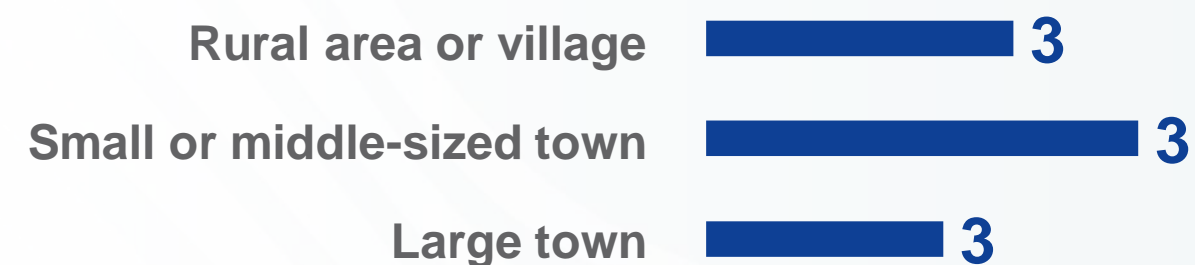 Rural area or village 3
Small or middle-sized town 3
Large town 3